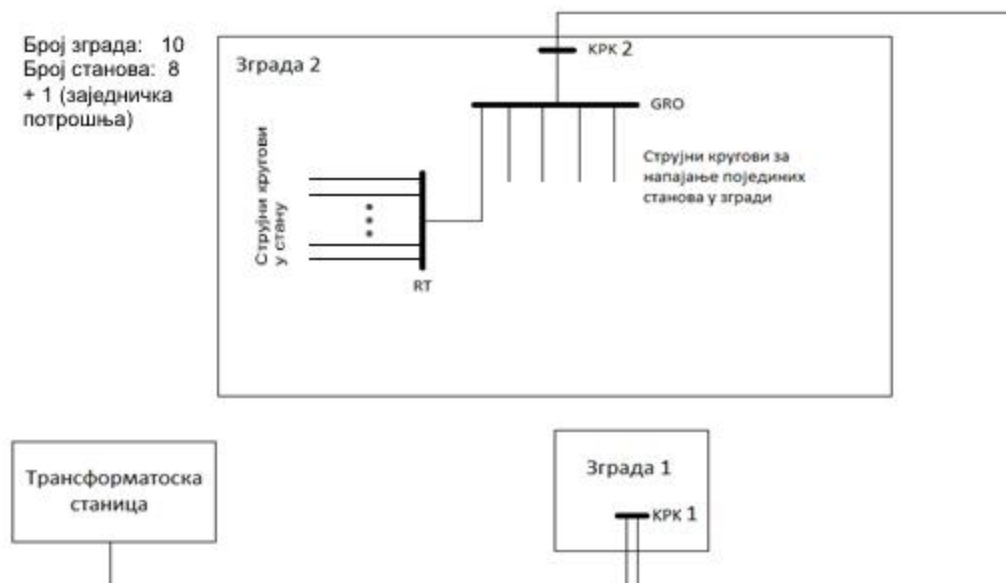 Број зграда: 10
Број станова: 8
+ 1 (заједничка
потрошња)
Зграда 2
КРК 2
GRO
Струјни кругови за
напајање појединих
станова у згради
Струјни кругови
у стану
RT
Трансформатоска
станица
Зграда 1
КРК 1